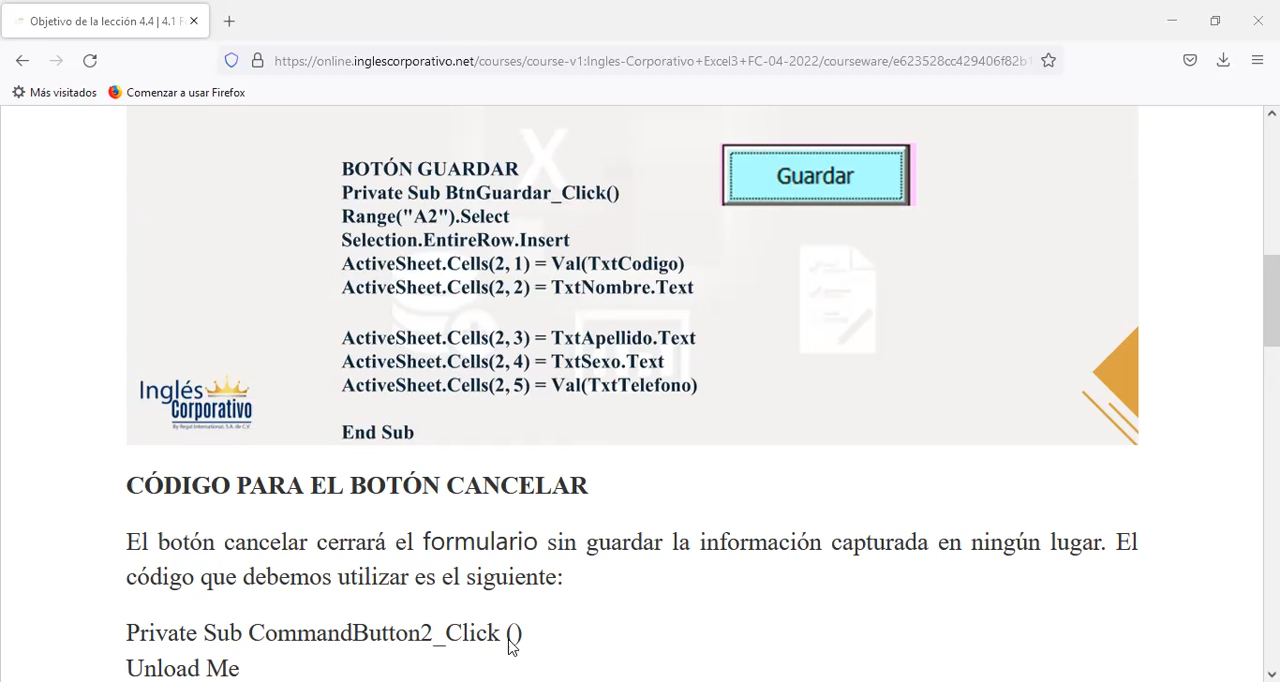 Objetivo de la lección 4.4 | 4.1 F
https://online.inglescorporativo.net/courses/course-v1:Ingles-Corporativo+Excel3+FC-04-2022/courseware/e623528cc429406f82b1
Más visitados
Comenzar a usar Firefox
BOTÓN GUARDAR
Guardar
Private Sub BtnGuardar_Click()
Range("A2").Select
Selection.EntireRow.Insert
ActiveSheet.Cells(2, 1) = Val(TxtCodigo)
ActiveSheet.Cells(2, 2) = TxtNombre.Text
ActiveSheet.Cells(2, 3) = TxtApellido.Text
ActiveSheet.Cells(2, 4) = TxtSexo.Text
ActiveSheet.Cells(2, 5) = Val(TxtTelefono)
End Sub
Inglés
Corporativo
By Regal International, S.A. de C.V.
CÓDIGO PARA EL BOTÓN CANCELAR
El botón cancelar cerrará el formulario sin guardar la información capturada en ningún lugar. El
código que debemos utilizar es el siguiente:
Private Sub CommandButton2_Click ()
Unload Me